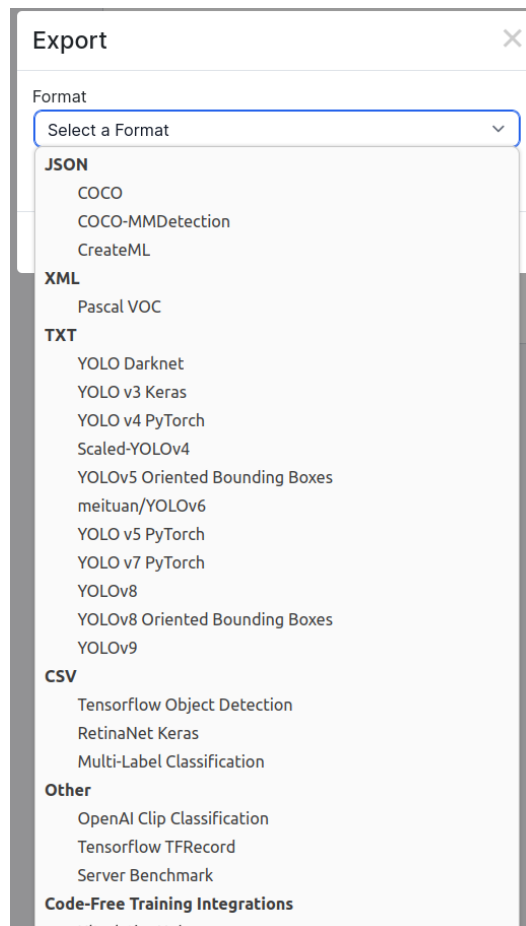 Export
Format
Select a Format
JSON
COCO
COCO-MMDetection
CreateML
XML
Pascal VOC
TXT
YOLO Darknet
YOLO v3 Keras
YOLO v4 PyTorch
Scaled-YOLOv4
YOLOv5 Oriented Bounding Boxes
meituan/YOLOv6
YOLO v5 PyTorch
YOLO v7 PyTorch
YOLOv8
YOLOv8 Oriented Bounding Boxes
YOLOv9
CSV
Tensorflow Object Detection
RetinaNet Keras
Multi-Label Classification
Other
OpenAI Clip Classification
Tensorflow TFRecord
Server Benchmark
Code-Free Training Integrations